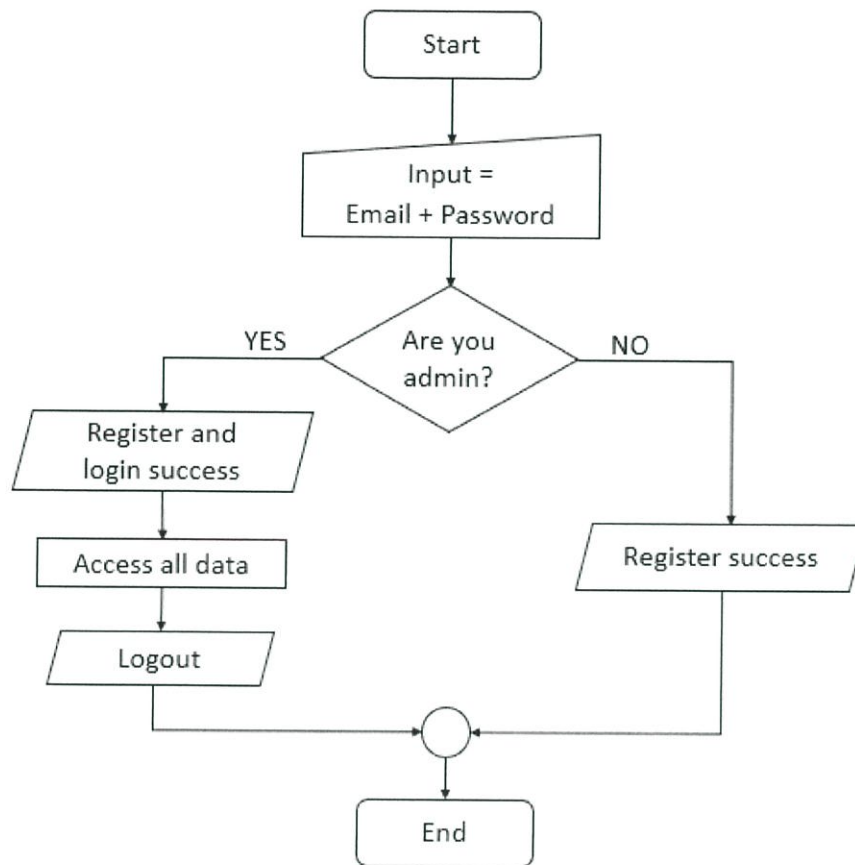 Start
Input =
Email + Password
Are you
admin?
YES
NO
Register and
login success
Access all data
Logout
Register success
End